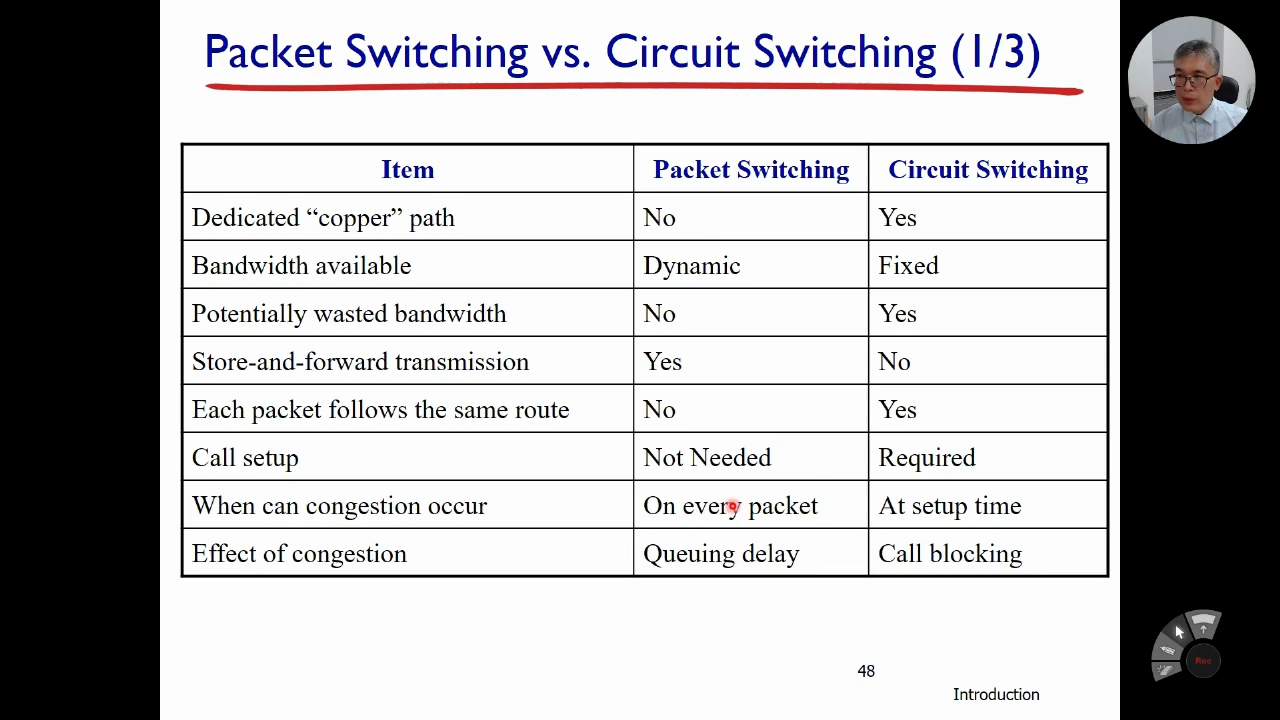 Packet Switching vs. Circuit Switching (1/3)
Item Packet Switching Circuit Switching
Dedicated “copper” path No Yes
Bandwidth available Dynamic Fixed
Potentially wasted bandwidth No Yes
Store-and-forward transmission Yes No
Each packet follows the same route No Yes
Call setup Not Needed Required
When can congestion occur On every packet At setup time
Effect of congestion Queuing delay Call blocking
48
Introduction
Rec